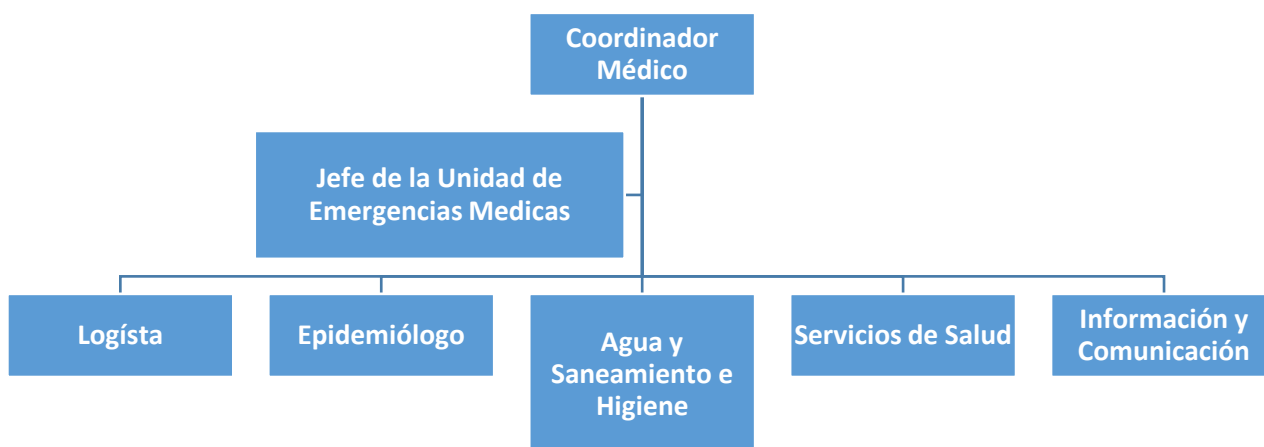 Coordinador
Médico
Jefe de la Unidad de
Emergencias Medicas
Logísta
Epidemiólogo
Agua y
Saneamiento e
Higiene
Servicios de Salud
Información y
Comunicación